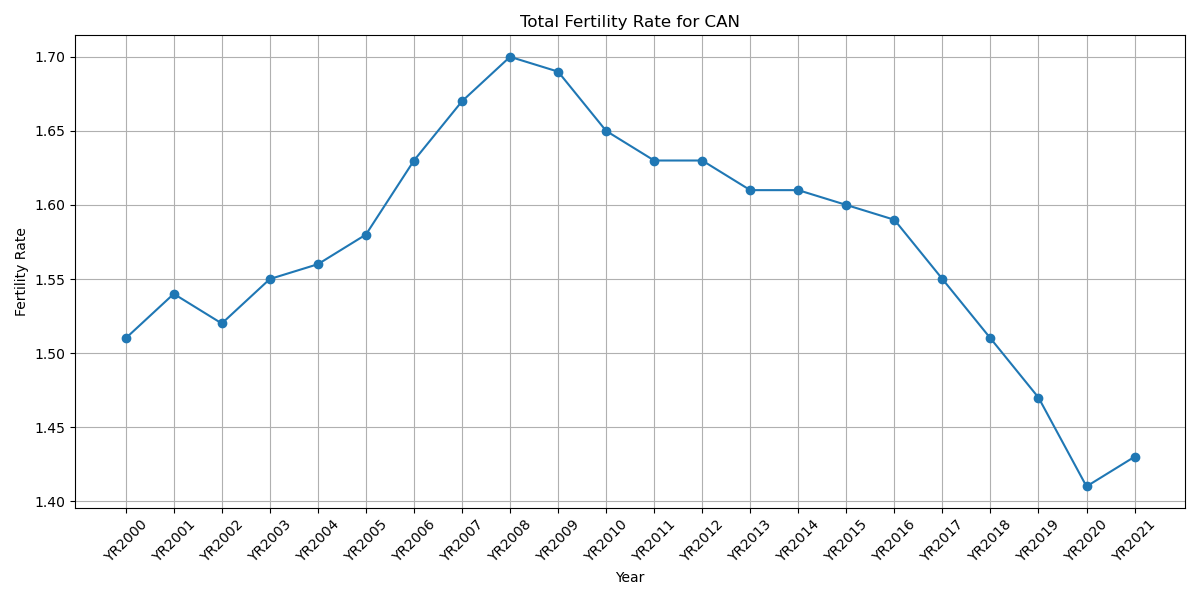 Total Fertility Rate for CAN
1.70
1.65
1.60
1.55
1.50
1.45
1.40
Fertility Rate
YR2000
YR2001
YR2002
YR2003
YR2004
YR2005
YR2006
YR2007
YR2008
YR2009
YR2010
YR2011
YR2012
YR2013
YR2014
YR2015
YR2016
YR2017
YR2018
YR2019
YR2020
YR2021
Year